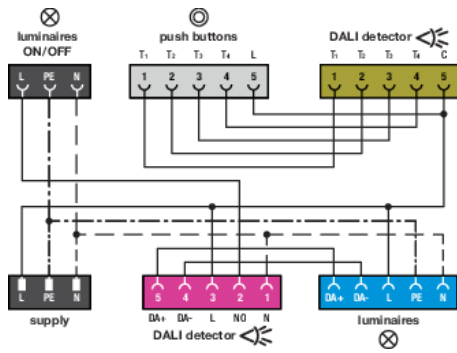 luminaires
ON/OFF
push buttons
DALI detector
T1 T2 T3 T4 L
T1 T2 T3 T4 C
L PE N
1 2 3 4 5
1 2 3 4 5
L PE N
5 4 3 2 1
DA+ DA- L PE N
DA+ DA- L NO N
supply
DALI detector
luminaires